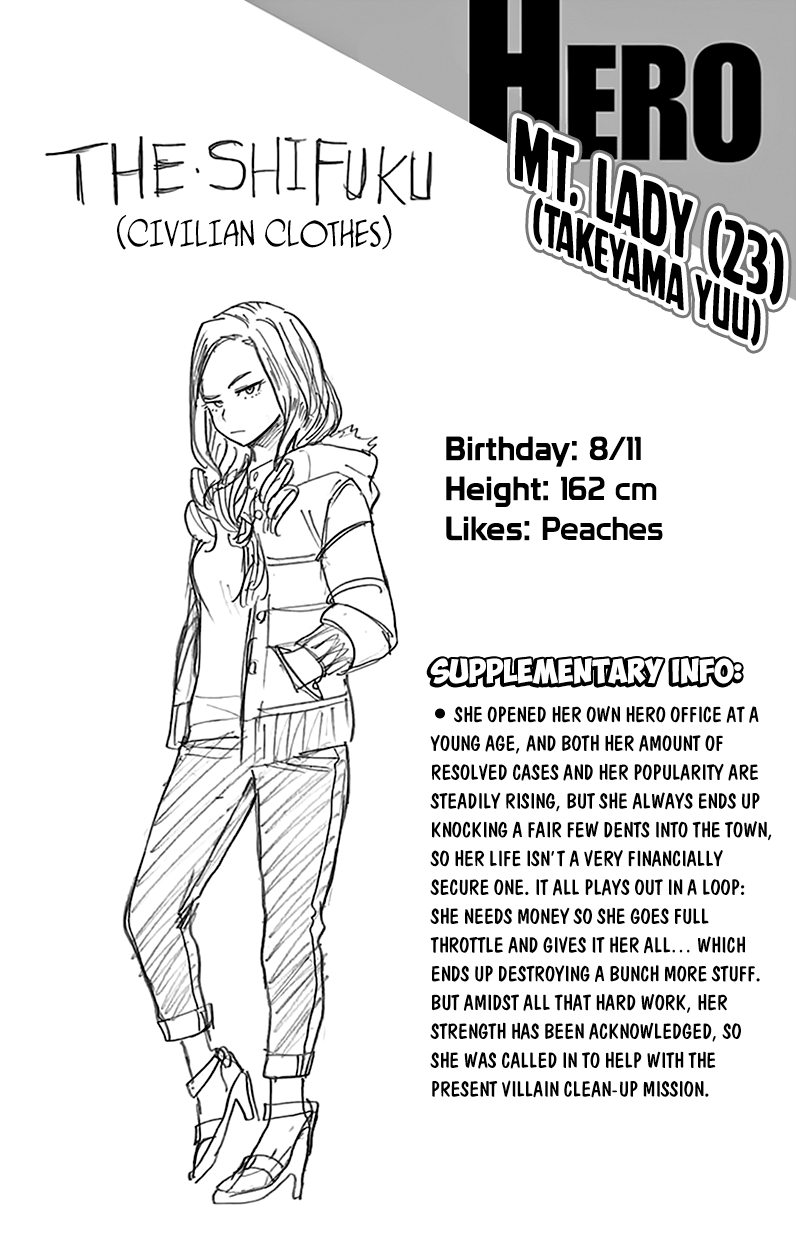 HERO
MT. LADY (23)
(TAKEYAMA YUU)
THE·SHIFUKU
(CIVILIAN CLOTHES)
Birthday: 8/11
Height: 162 cm
Likes: Peaches
SUPPLEMENTARY INFO:
• SHE OPENED HER OWN HERO OFFICE AT A
YOUNG AGE, AND BOTH HER AMOUNT OF
RESOLVED CASES AND HER POPULARITY ARE
STEADILY RISING, BUT SHE ALWAYS ENDS UP
KNOCKING A FAIR FEW DENTS INTO THE TOWN,
SO HER LIFE ISN'T A VERY FINANCIALLY
SECURE ONE. IT ALL PLAYS OUT IN A LOOP:
SHE NEEDS MONEY SO SHE GOES FULL
THROTTLE AND GIVES IT HER ALL... WHICH
ENDS UP DESTROYING A BUNCH MORE STUFF.
BUT AMIDST ALL THAT HARD WORK, HER
STRENGTH HAS BEEN ACKNOWLEDGED, SO
SHE WAS CALLED IN TO HELP WITH THE
PRESENT VILLAIN CLEAN-UP MISSION.